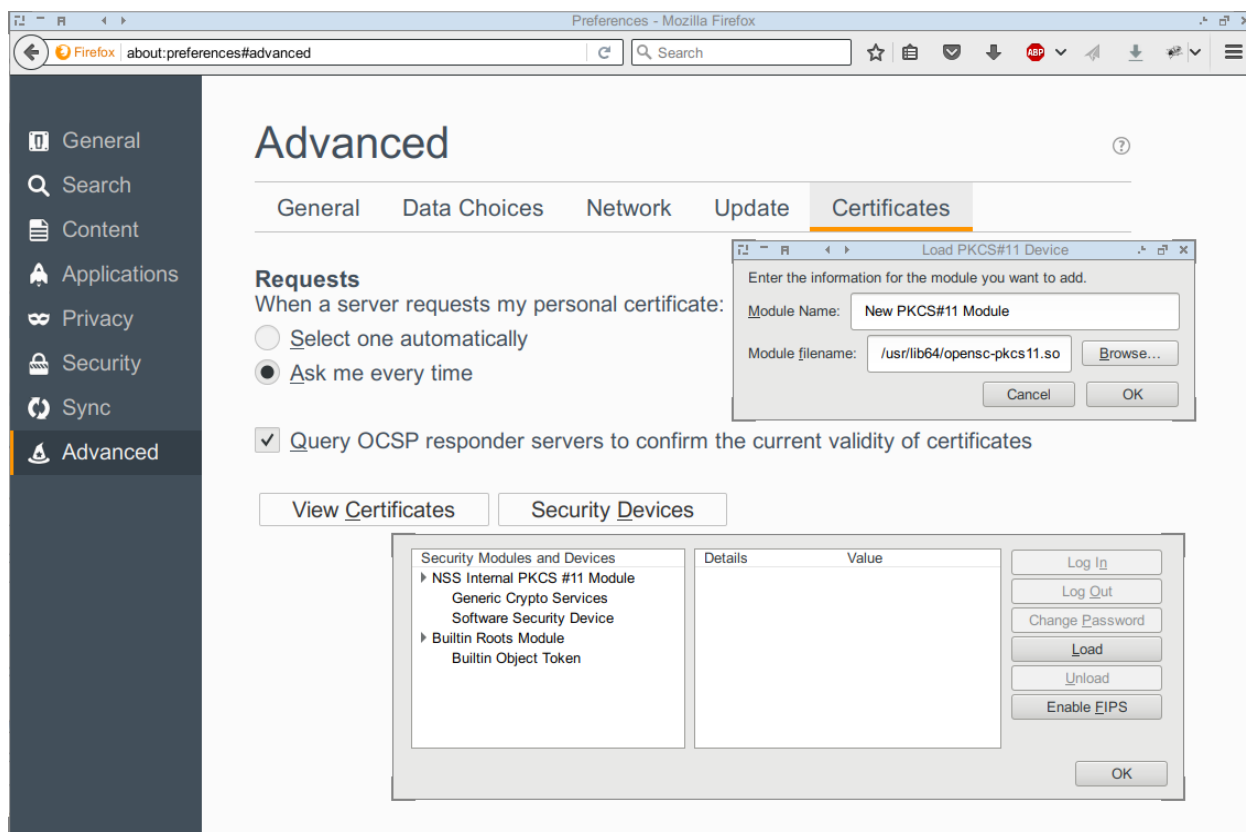 Preferences - Mozilla Firefox
Firefox about:preferences#advanced Search ABP
General
Search
Content
Applications
Privacy
Security
Sync
Advanced
Advanced
General Data Choices Network Update Certificates
Requests
When a server requests my personal certificate:
Select one automatically
Ask me every time
Query OCSP responder servers to confirm the current validity of certificates
View Certificates Security Devices
Load PKCS#11 Device
Enter the information for the module you want to add.
Module Name: New PKCS#11 Module
Module filename: /usr/lib64/opensc-pkcs11.so Browse...
Cancel OK
Security Modules and Devices
NSS Internal PKCS #11 Module
Generic Crypto Services
Software Security Device
Builtin Roots Module
Builtin Object Token
Details Value
Log In
Log Out
Change Password
Load
Unload
Enable FIPS
OK